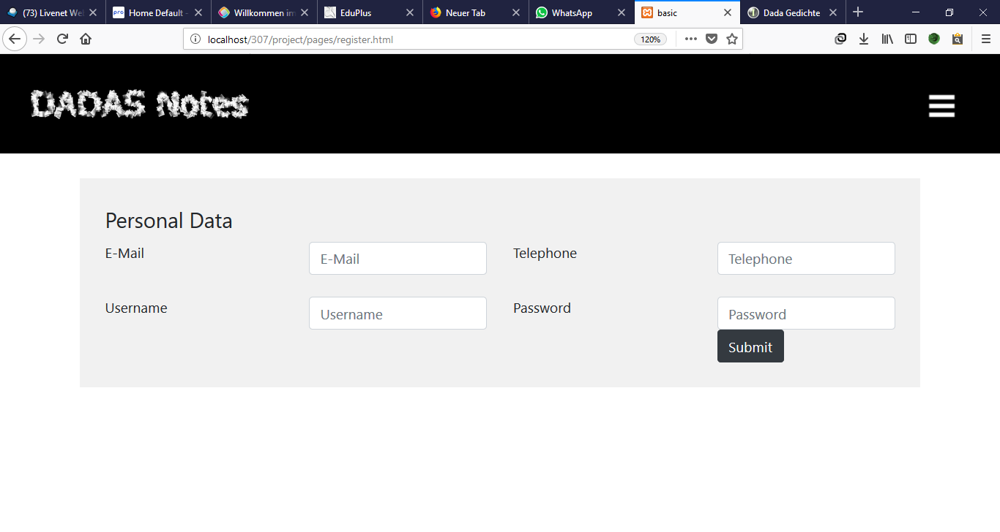 (73) Livenet We
Home Default -
Willkommen im
EduPlus
Neuer Tab
WhatsApp
basic
Dada Gedichte
localhost/307/project/pages/register.html
120%
DADAS Notes
Personal Data
E-Mail
E-Mail
Telephone
Telephone
Username
Username
Password
Password
Submit